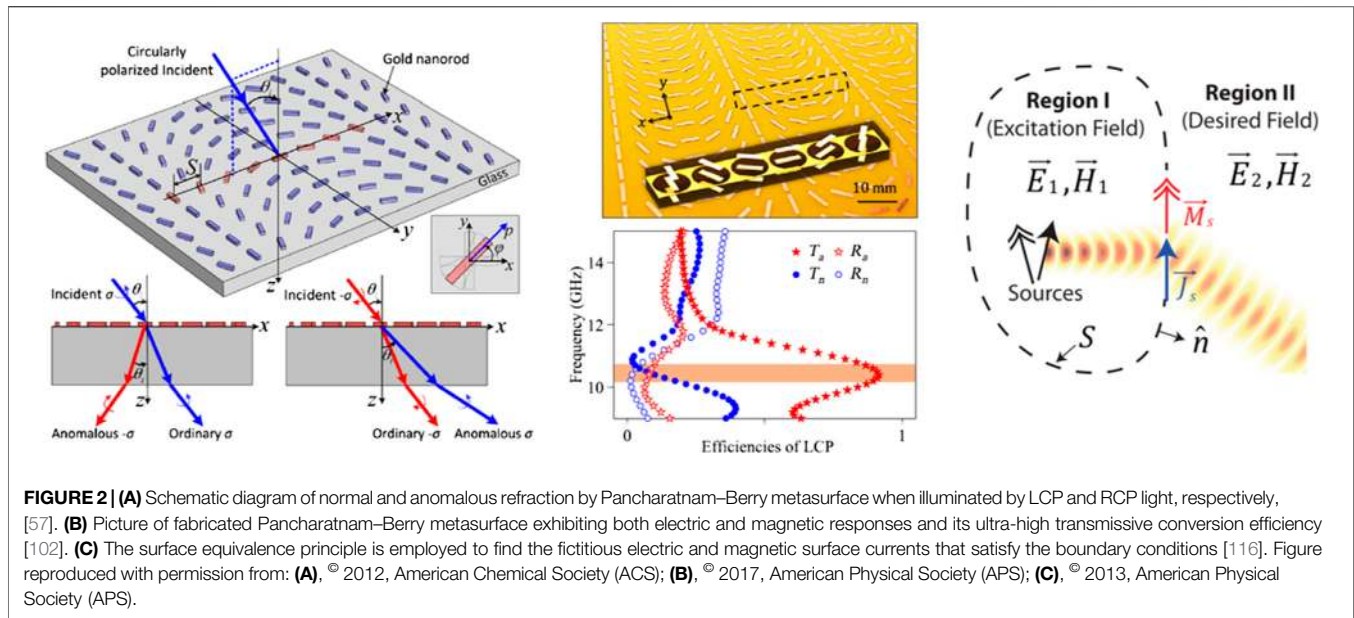 Circularly
polarized Incident
Gold nanorod
θ
x
S
Glass
y
z
y
p
φ
x
Incident σ
θ
x
θt
z
Anomalous -σ
Ordinary σ
Incident -σ
θ
x
θt
z
Ordinary -σ
Anomalous σ
y
x
10 mm
Frequency (GHz)
14
12
10
Ta
Ra
Tn
Rn
0
1
Efficiencies of LCP
Region I
(Excitation Field)
E1, H1
Sources
S
Region II
(Desired Field)
E2, H2
Ms
Js
n̂
FIGURE 2 | (A) Schematic diagram of normal and anomalous refraction by Pancharatnam–Berry metasurface when illuminated by LCP and RCP light, respectively,
[57]. (B) Picture of fabricated Pancharatnam–Berry metasurface exhibiting both electric and magnetic responses and its ultra-high transmissive conversion efficiency
[102]. (C) The surface equivalence principle is employed to find the fictitious electric and magnetic surface currents that satisfy the boundary conditions [116]. Figure
reproduced with permission from: (A), © 2012, American Chemical Society (ACS); (B), © 2017, American Physical Society (APS); (C), © 2013, American Physical
Society (APS).